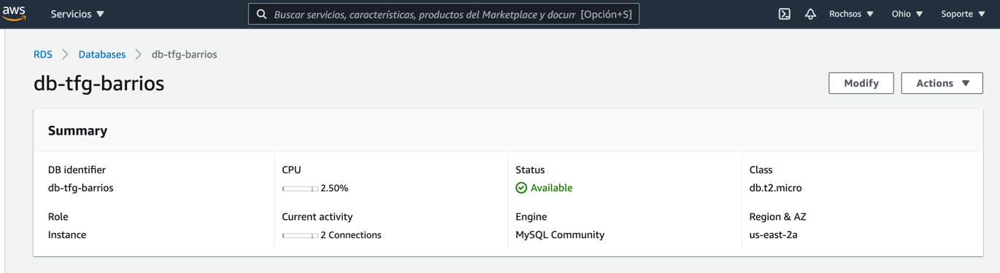 aws Servicios Buscar servicios, características, productos del Marketplace y docum [Opción+S] Rochsos Ohio Soporte
RDS Databases db-tfg-barrios
db-tfg-barrios Modify Actions
Summary
DB identifier CPU Status Class
db-tfg-barrios 2.50% Available db.t2.micro
Role Current activity Engine Region & AZ
Instance 2 Connections MySQL Community us-east-2a